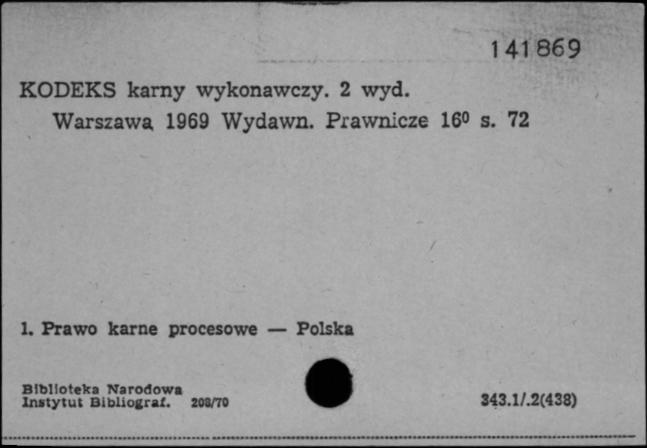 141869
KODEKS karny wykonawczy. 2 wyd.
Warszawa 1969 Wydawn. Prawnicze 16⁰ s. 72
1. Prawo karne procesowe — Polska
Biblioteka Narodowa
Instytut Bibliograf. 208/70
343.1/.2(438)